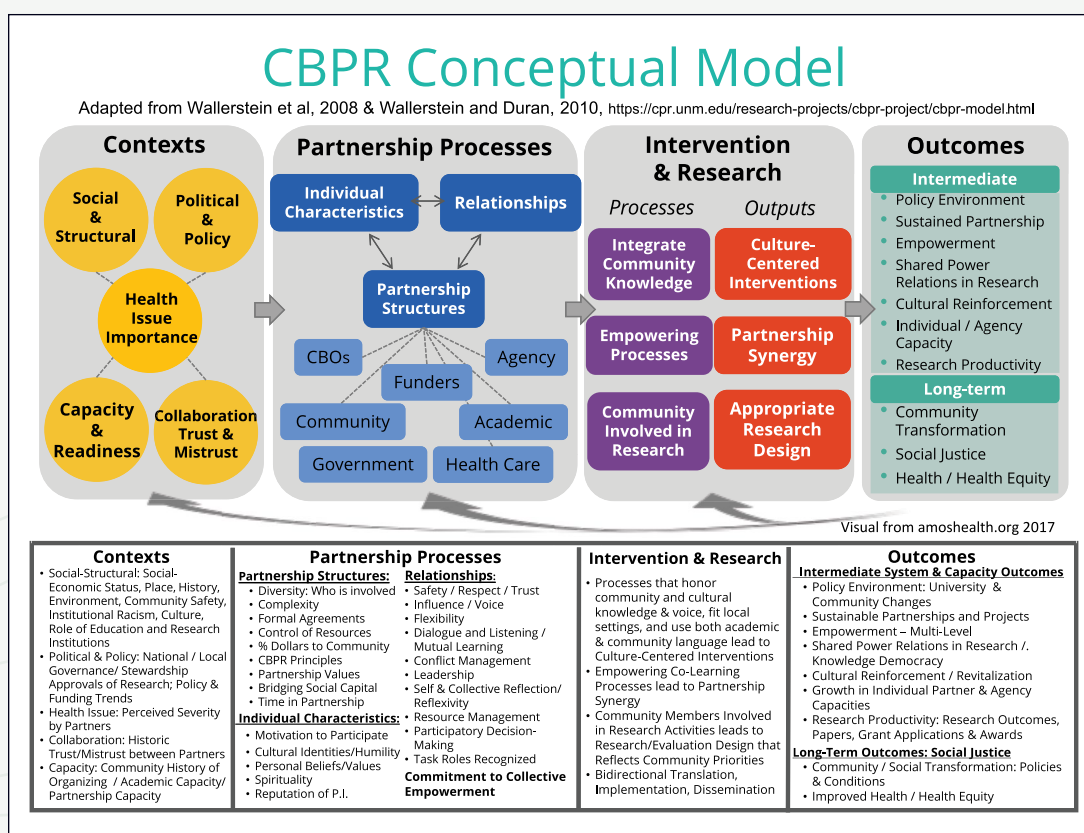 CBPR Conceptual Model
Adapted from Wallerstein et al, 2008 & Wallerstein and Duran, 2010, https://cpr.unm.edu/research-projects/cbpr-project/cbpr-model.html
Contexts
Social
&
Structural
Political
&
Policy
Health
Issue
Importance
Capacity
&
Readiness
Collaboration
Trust &
Mistrust
Partnership Processes
Individual
Characteristics
Relationships
Partnership
Structures
CBOs
Agency
Funders
Community
Academic
Government
Health Care
Intervention
& Research
Processes
Outputs
Integrate
Community
Knowledge
Culture-
Centered
Interventions
Empowering
Processes
Partnership
Synergy
Community
Involved in
Research
Appropriate
Research
Design
Outcomes
Intermediate
• Policy Environment
• Sustained Partnership
• Empowerment
• Shared Power
Relations in Research
• Cultural Reinforcement
• Individual / Agency
Capacity
• Research Productivity
Long-term
• Community
Transformation
• Social Justice
• Health / Health Equity
Visual from amoshealth.org 2017
Contexts
• Social-Structural: Social-
Economic Status, Place, History,
Environment, Community Safety,
Institutional Racism, Culture,
Role of Education and Research
Institutions
• Political & Policy: National / Local
Governance/ Stewardship
Approvals of Research; Policy &
Funding Trends
• Health Issue: Perceived Severity
by Partners
• Collaboration: Historic
Trust/Mistrust between Partners
• Capacity: Community History of
Organizing / Academic Capacity/
Partnership Capacity
Partnership Processes
Partnership Structures:
• Diversity: Who is involved
• Complexity
• Formal Agreements
• Control of Resources
• % Dollars to Community
• CBPR Principles
• Partnership Values
• Bridging Social Capital
• Time in Partnership
Individual Characteristics:
• Motivation to Participate
• Cultural Identities/Humility
• Personal Beliefs/Values
• Spirituality
• Reputation of P.I.
Relationships:
• Safety / Respect / Trust
• Influence / Voice
• Flexibility
• Dialogue and Listening /
Mutual Learning
• Conflict Management
• Leadership
• Self & Collective Reflection/
Reflexivity
• Resource Management
• Participatory Decision-
Making
• Task Roles Recognized
Commitment to Collective
Empowerment
Intervention & Research
• Processes that honor
community and cultural
knowledge & voice, fit local
settings, and use both academic
& community language lead to
Culture-Centered Interventions
• Empowering Co-Learning
Processes lead to Partnership
Synergy
• Community Members Involved
in Research Activities leads to
Research/Evaluation Design that
Reflects Community Priorities
• Bidirectional Translation,
Implementation, Dissemination
Outcomes
Intermediate System & Capacity Outcomes
• Policy Environment: University &
Community Changes
• Sustainable Partnerships and Projects
• Empowerment – Multi-Level
• Shared Power Relations in Research /.
Knowledge Democracy
• Cultural Reinforcement / Revitalization
• Growth in Individual Partner & Agency
Capacities
• Research Productivity: Research Outcomes,
Papers, Grant Applications & Awards
Long-Term Outcomes: Social Justice
• Community / Social Transformation: Policies
& Conditions
• Improved Health / Health Equity